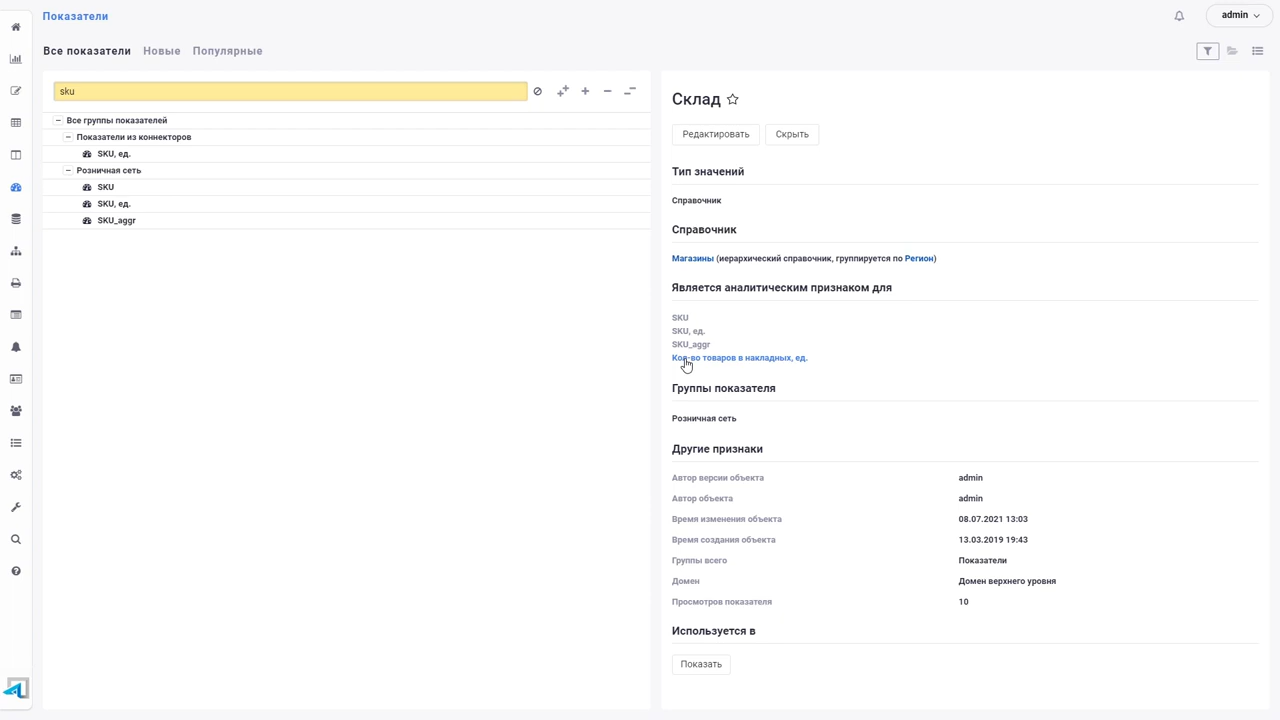 Показатели
admin
Все показатели Новые Популярные
sku
Все группы показателей
Показатели из коннекторов
SKU, ед.
Розничная сеть
SKU
SKU, ед.
SKU_aggr
Склад
Редактировать Скрыть
Тип значений
Справочник
Справочник
Магазины (иерархический справочник, группируется по Регион)
Является аналитическим признаком для
SKU
SKU, ед.
SKU_aggr
Кол-во товаров в накладных, ед.
Группы показателя
Розничная сеть
Другие признаки
Автор версии объекта admin
Автор объекта admin
Время изменения объекта 08.07.2021 13:03
Время создания объекта 13.03.2019 19:43
Группы всего Показатели
Домен Домен верхнего уровня
Просмотров показателя 10
Используется в
Показать